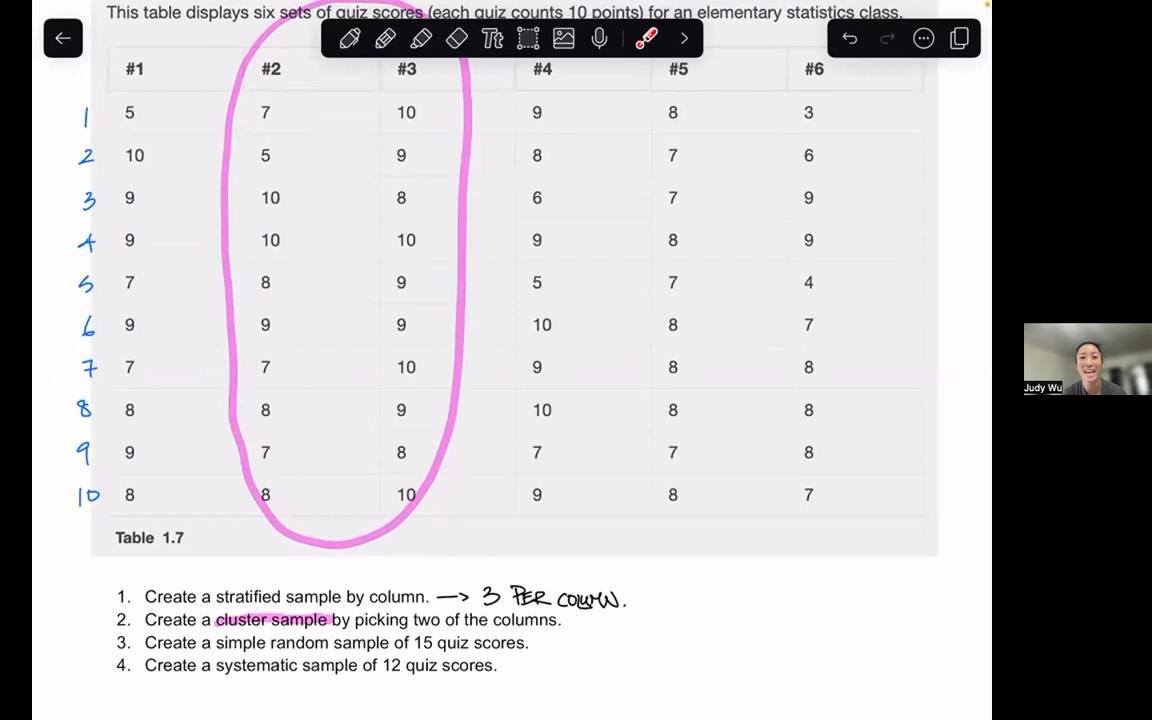 This table displays six sets of quiz scores (each quiz counts 10 points) for an elementary statistics class.
Tt
#1 #2 #3 #4 #5 #6
1 5 7 10 9 8 3
2 10 5 9 8 7 6
3 9 10 8 6 7 9
4 9 10 10 9 8 9
5 7 8 9 5 7 4
6 9 9 9 10 8 7
7 7 7 10 9 8 8
8 8 8 9 10 8 8
9 9 7 8 7 7 8
10 8 8 10 9 8 7
Judy Wu
Table 1.7
1. Create a stratified sample by column. —> 3 PER COLUMN.
2. Create a cluster sample by picking two of the columns.
3. Create a simple random sample of 15 quiz scores.
4. Create a systematic sample of 12 quiz scores.